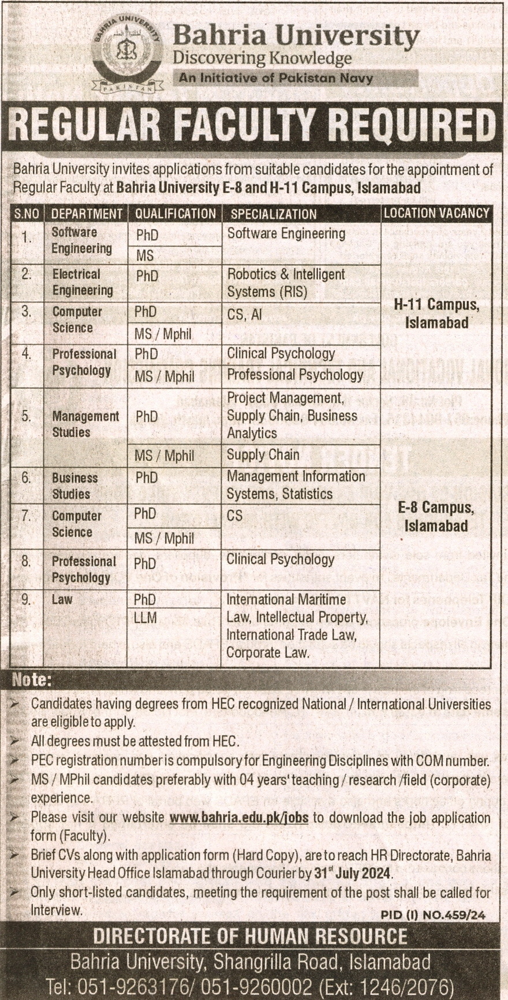 BAHRIA UNIVERSITY
PAKISTAN
Bahria University
Discovering Knowledge
An Initiative of Pakistan Navy
REGULAR FACULTY REQUIRED
Bahria University invites applications from suitable candidates for the appointment of
Regular Faculty at Bahria University E-8 and H-11 Campus, Islamabad
S.NO DEPARTMENT QUALIFICATION SPECIALIZATION LOCATION VACANCY
1. Software Engineering PhD Software Engineering
MS
2. Electrical Engineering PhD Robotics & Intelligent
Systems (RIS)
H-11 Campus,
Islamabad
3. Computer Science PhD CS, AI
MS / Mphil
4. Professional Psychology PhD Clinical Psychology
MS / Mphil Professional Psychology
5. Management Studies PhD Project Management,
Supply Chain, Business
Analytics
MS / Mphil Supply Chain
6. Business Studies PhD Management Information
Systems, Statistics
E-8 Campus,
Islamabad
7. Computer Science PhD CS
MS / Mphil
8. Professional Psychology PhD Clinical Psychology
9. Law PhD International Maritime
LLM Law, Intellectual Property,
International Trade Law,
Corporate Law.
Note:
➢ Candidates having degrees from HEC recognized National / International Universities
are eligible to apply.
➢ All degrees must be attested from HEC.
➢ PEC registration number is compulsory for Engineering Disciplines with COM number.
➢ MS / MPhil candidates preferably with 04 years' teaching / research /field (corporate)
experience.
➢ Please visit our website www.bahria.edu.pk/jobs to download the job application
form (Faculty).
➢ Brief CVs along with application form (Hard Copy), are to reach HR Directorate, Bahria
University Head Office Islamabad through Courier by 31st July 2024.
➢ Only short-listed candidates, meeting the requirement of the post shall be called for
Interview.
PID (I) NO.459/24
DIRECTORATE OF HUMAN RESOURCE
Bahria University, Shangrilla Road, Islamabad
Tel: 051-9263176/ 051-9260002 (Ext: 1246/2076)